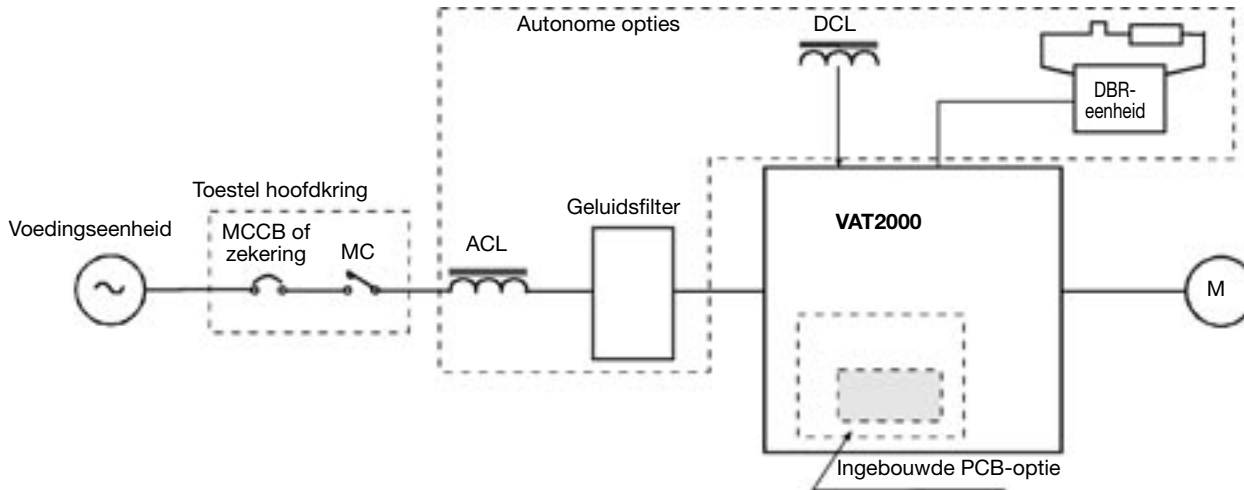 Autonome opties
DCL
DBR-
eenheid
Toestel hoofdkring
Voedingseenheid
MCCB of
zekering
MC
ACL
Geluidsfilter
VAT2000
M
Ingebouwde PCB-optie